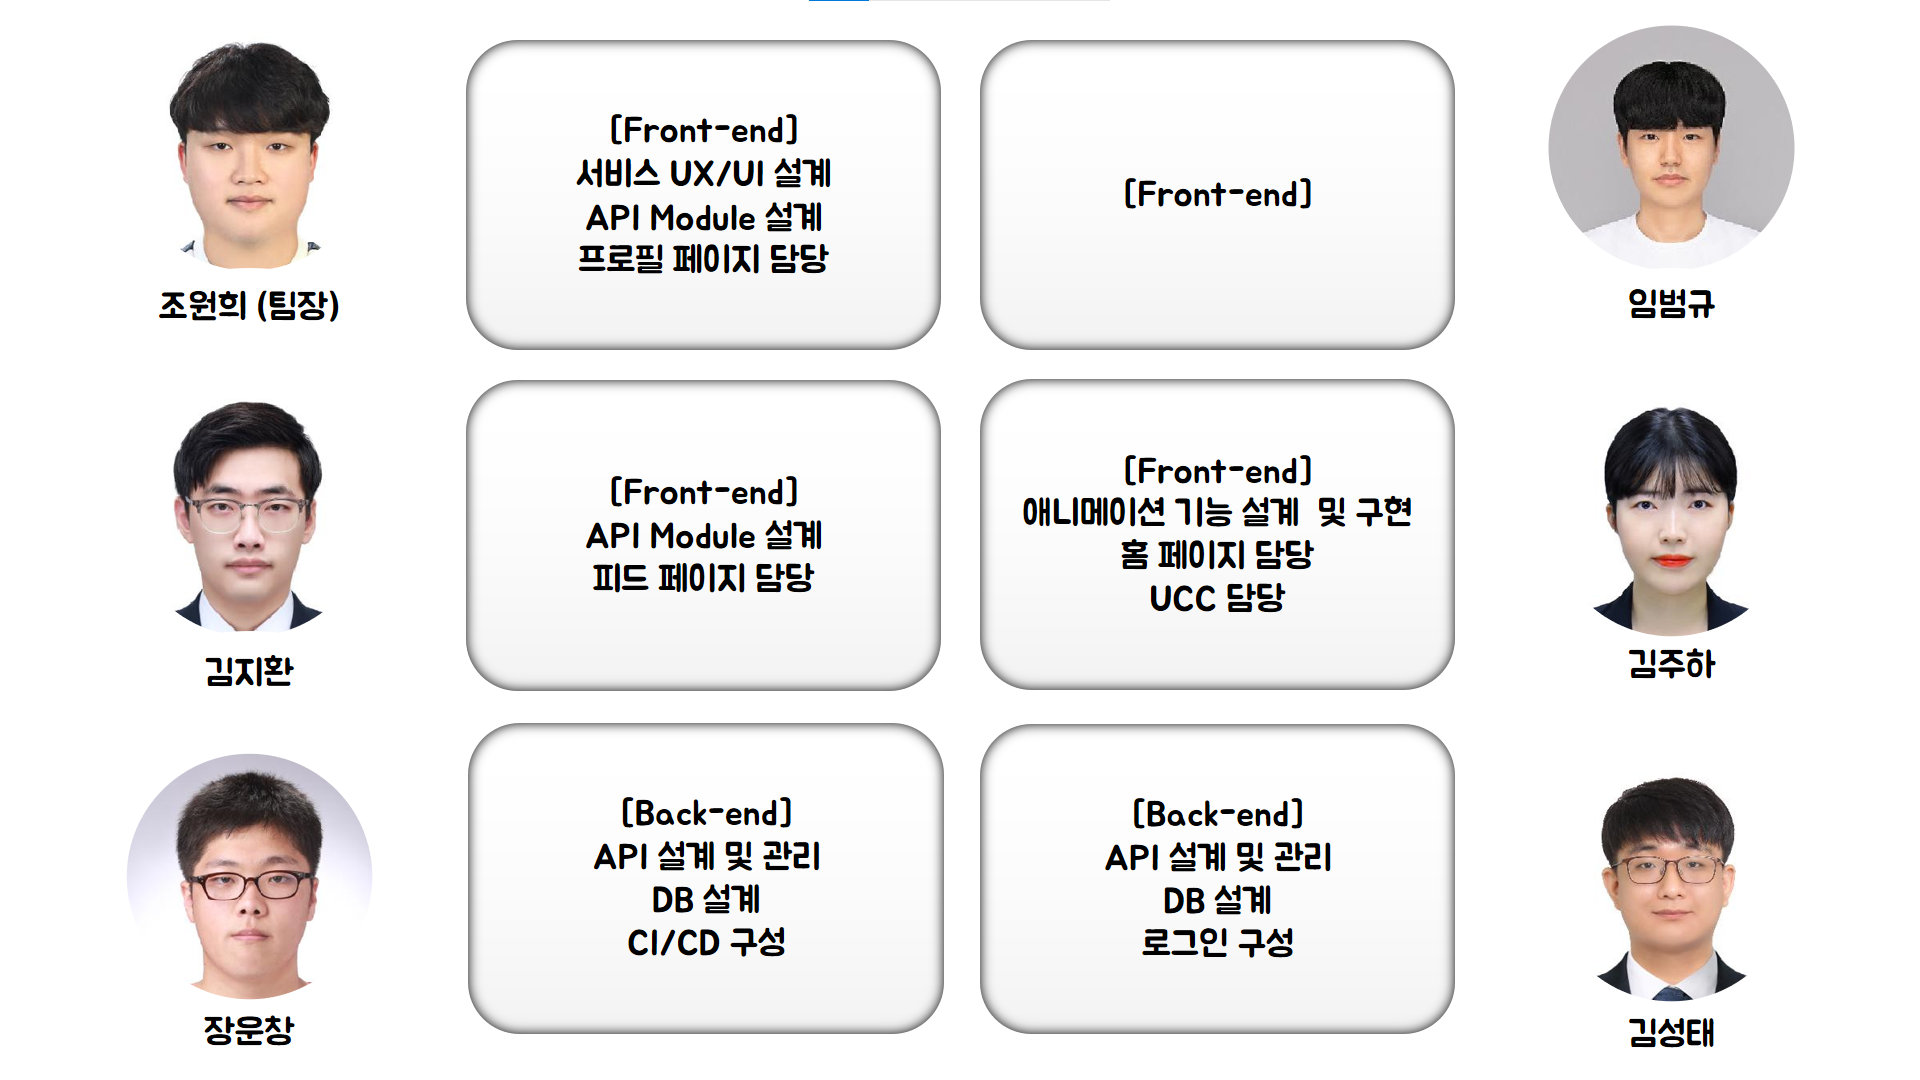 [Front-end]
서비스 UX/UI 설계
API Module 설계
프로필 페이지 담당
조원희 (팀장)
[Front-end]
임범규
[Front-end]
API Module 설계
피드 페이지 담당
김지환
[Front-end]
애니메이션 기능 설계  및 구현
홈 페이지 담당
UCC 담당
김주하
[Back-end]
API 설계 및 관리
DB 설계
CI/CD 구성
장운창
[Back-end]
API 설계 및 관리
DB 설계
로그인 구성
김성태